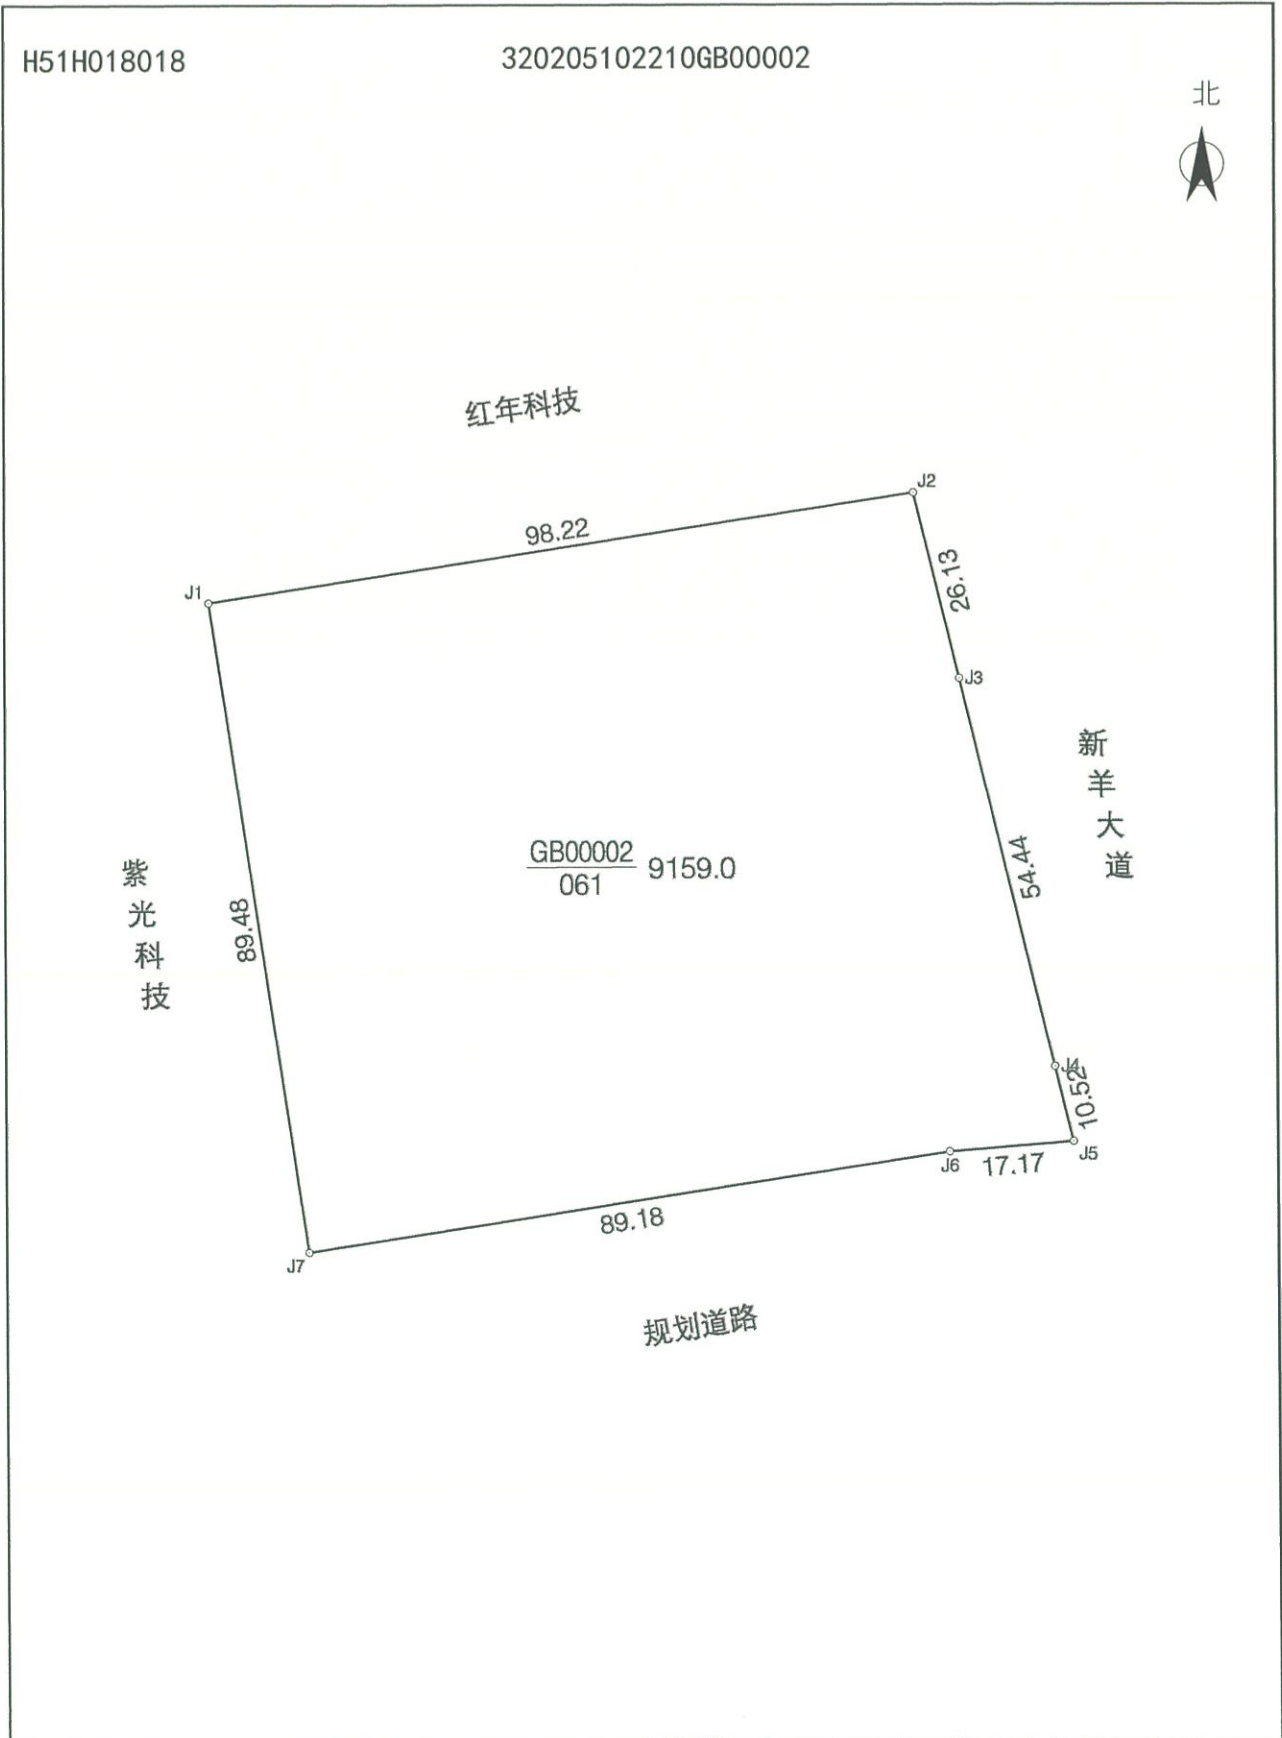 H51H018018
320205102210GB00002
北
红年科技
J2
98.22
J1
26.13
J3
新羊大道
GB00002
061
9159.0
54.44
紫光科技
89.48
J4
10.52
J5
J6
17.17
89.18
J7
规划道路